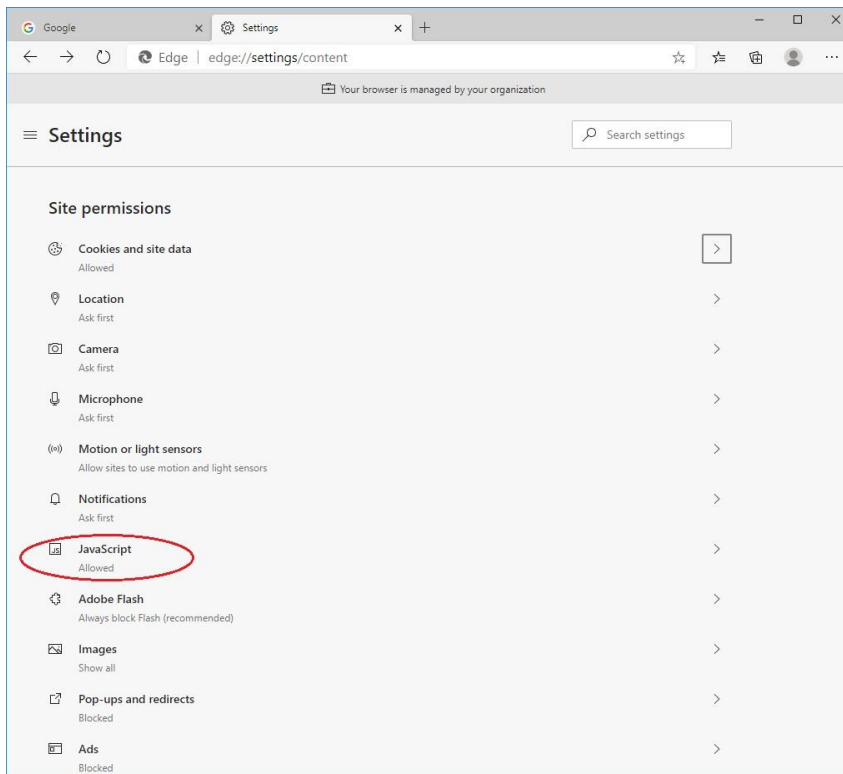 Google
Settings
Edge | edge://settings/content
Your browser is managed by your organization
Settings
Search settings
Site permissions
Cookies and site data
Allowed
Location
Ask first
Camera
Ask first
Microphone
Ask first
Motion or light sensors
Allow sites to use motion and light sensors
Notifications
Ask first
JS
JavaScript
Allowed
Adobe Flash
Always block Flash (recommended)
Images
Show all
Pop-ups and redirects
Blocked
Ads
Blocked